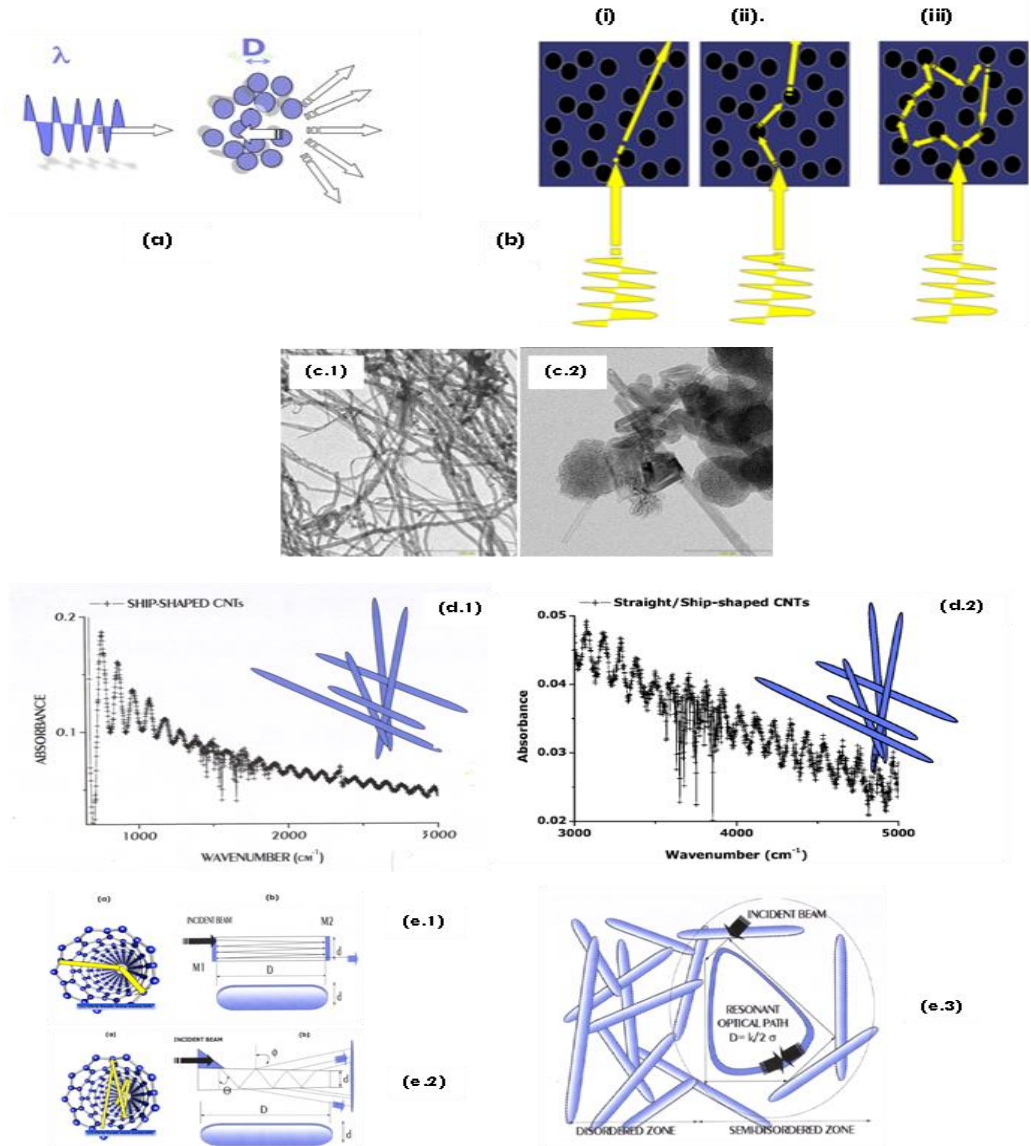 (i)
(ii).
(iii)
λ
D
(a)
(b)
(c.1)
(c.2)
SHIP-SHAPED CNTs
(d.1)
0.2
0.1
ABSORBANCE
1000
2000
3000
WAVENUMBER (CM⁻¹)
Straight/Ship-shaped CNTs
(d.2)
0.05
0.04
0.03
0.02
Absorbance
3000
4000
5000
Wavenumber (cm⁻¹)
(a)
(b)
(e.1)
INCIDENT BEAM
M2
M1
D
(a)
(b)
(e.2)
INCIDENT BEAM
Φ
Θ
D
INCIDENT BEAM
RESONANT
OPTICAL PATH
D= k/2 σ
(e.3)
DISORDERED ZONE
SEMI-DISORDERED ZONE